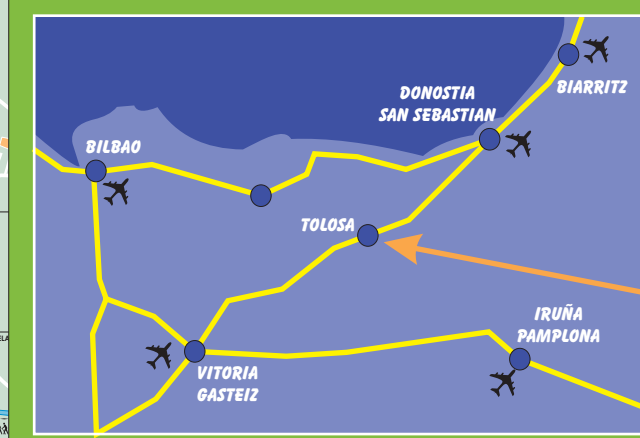 BIARRITZ
DONOSTIA
SAN SEBASTIAN
BILBAO
TOLOSA
IRUÑA
PAMPLONA
VITORIA
GASTEIZ